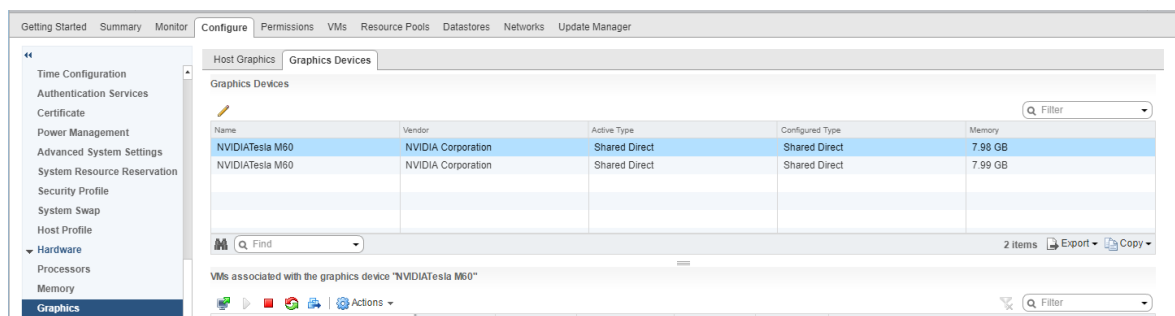 Getting Started Summary Monitor Configure Permissions VMs Resource Pools Datastores Networks Update Manager
Time Configuration
Authentication Services
Certificate
Power Management
Advanced System Settings
System Resource Reservation
Security Profile
System Swap
Host Profile
Hardware
Processors
Memory
Graphics
Host Graphics Graphics Devices
Graphics Devices
Filter
Name Vendor Active Type Configured Type Memory
NVIDIATesla M60 NVIDIA Corporation Shared Direct Shared Direct 7.98 GB
NVIDIATesla M60 NVIDIA Corporation Shared Direct Shared Direct 7.99 GB
Find 2 items Export Copy
VMs associated with the graphics device "NVIDIATesla M60"
Actions Filter